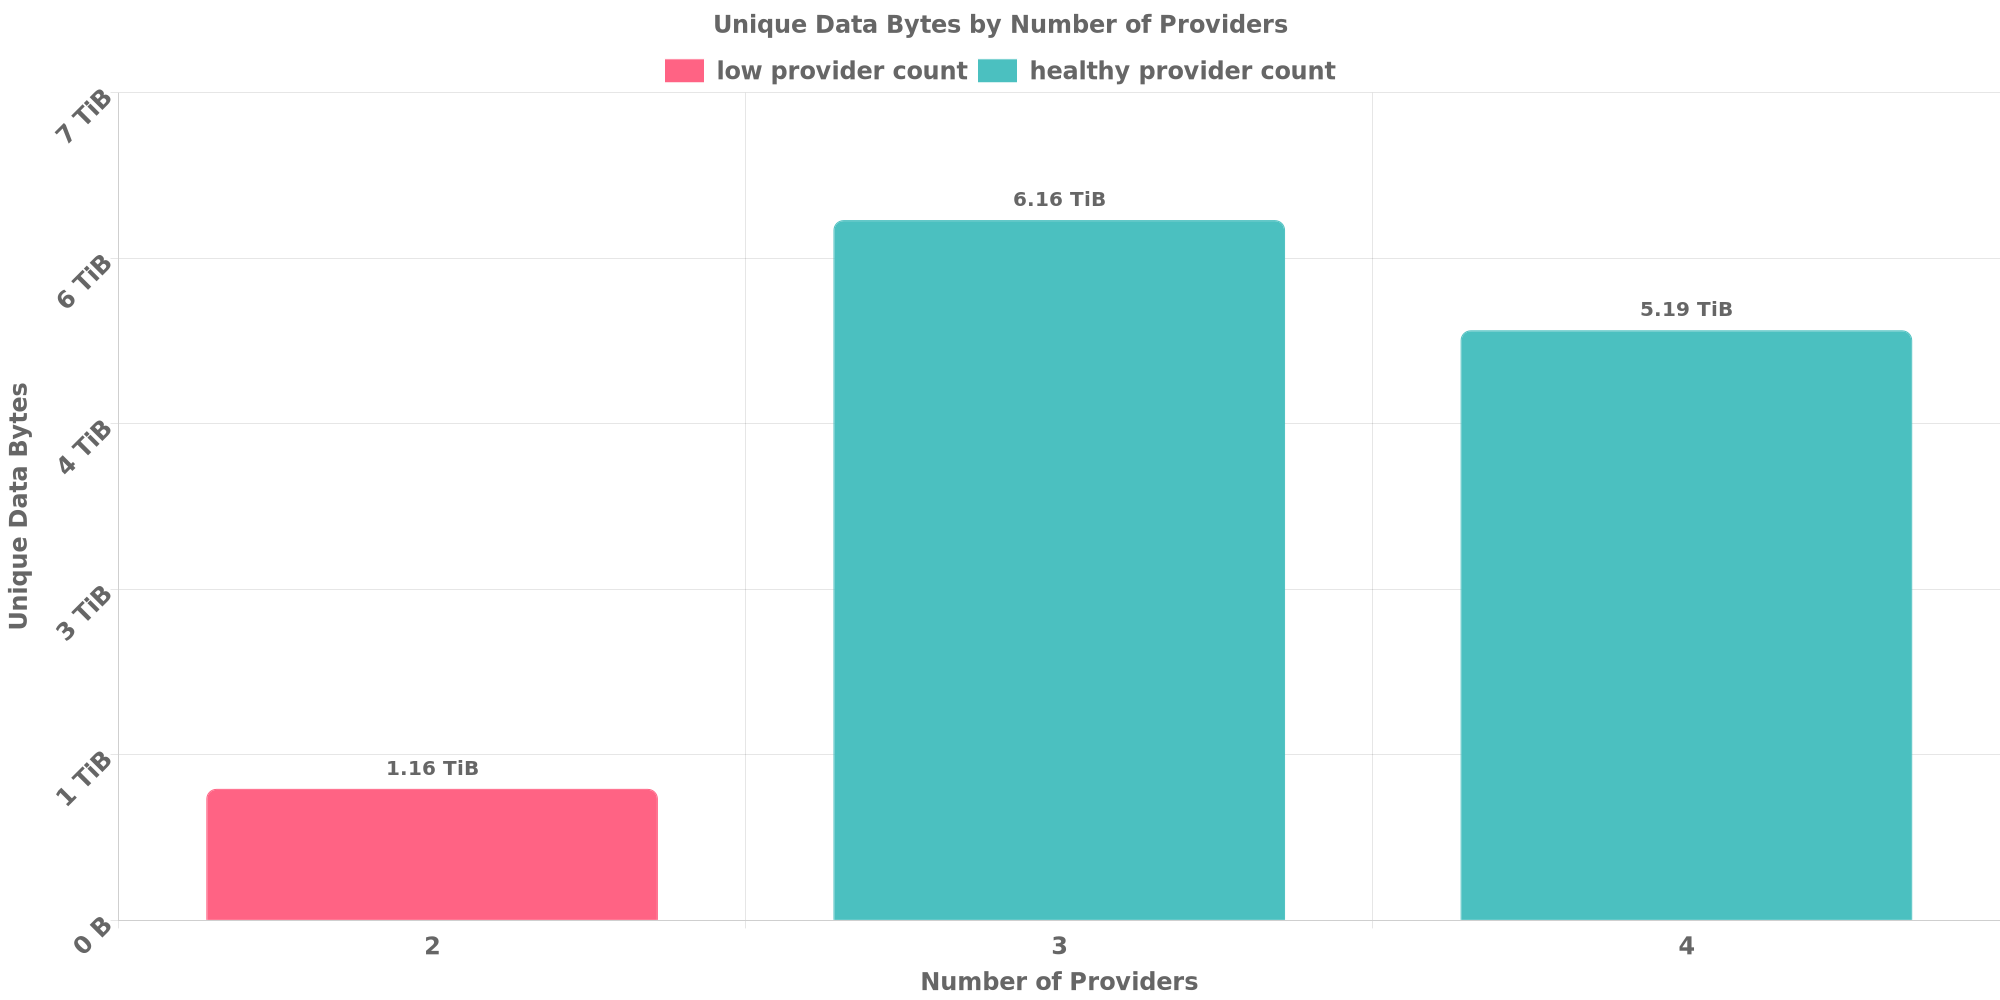 Unique Data Bytes by Number of Providers
low provider count
healthy provider count
7 TiB
6 TiB
4 TiB
3 TiB
1 TiB
0 B
Unique Data Bytes
1.16 TiB
6.16 TiB
5.19 TiB
2
3
4
Number of Providers